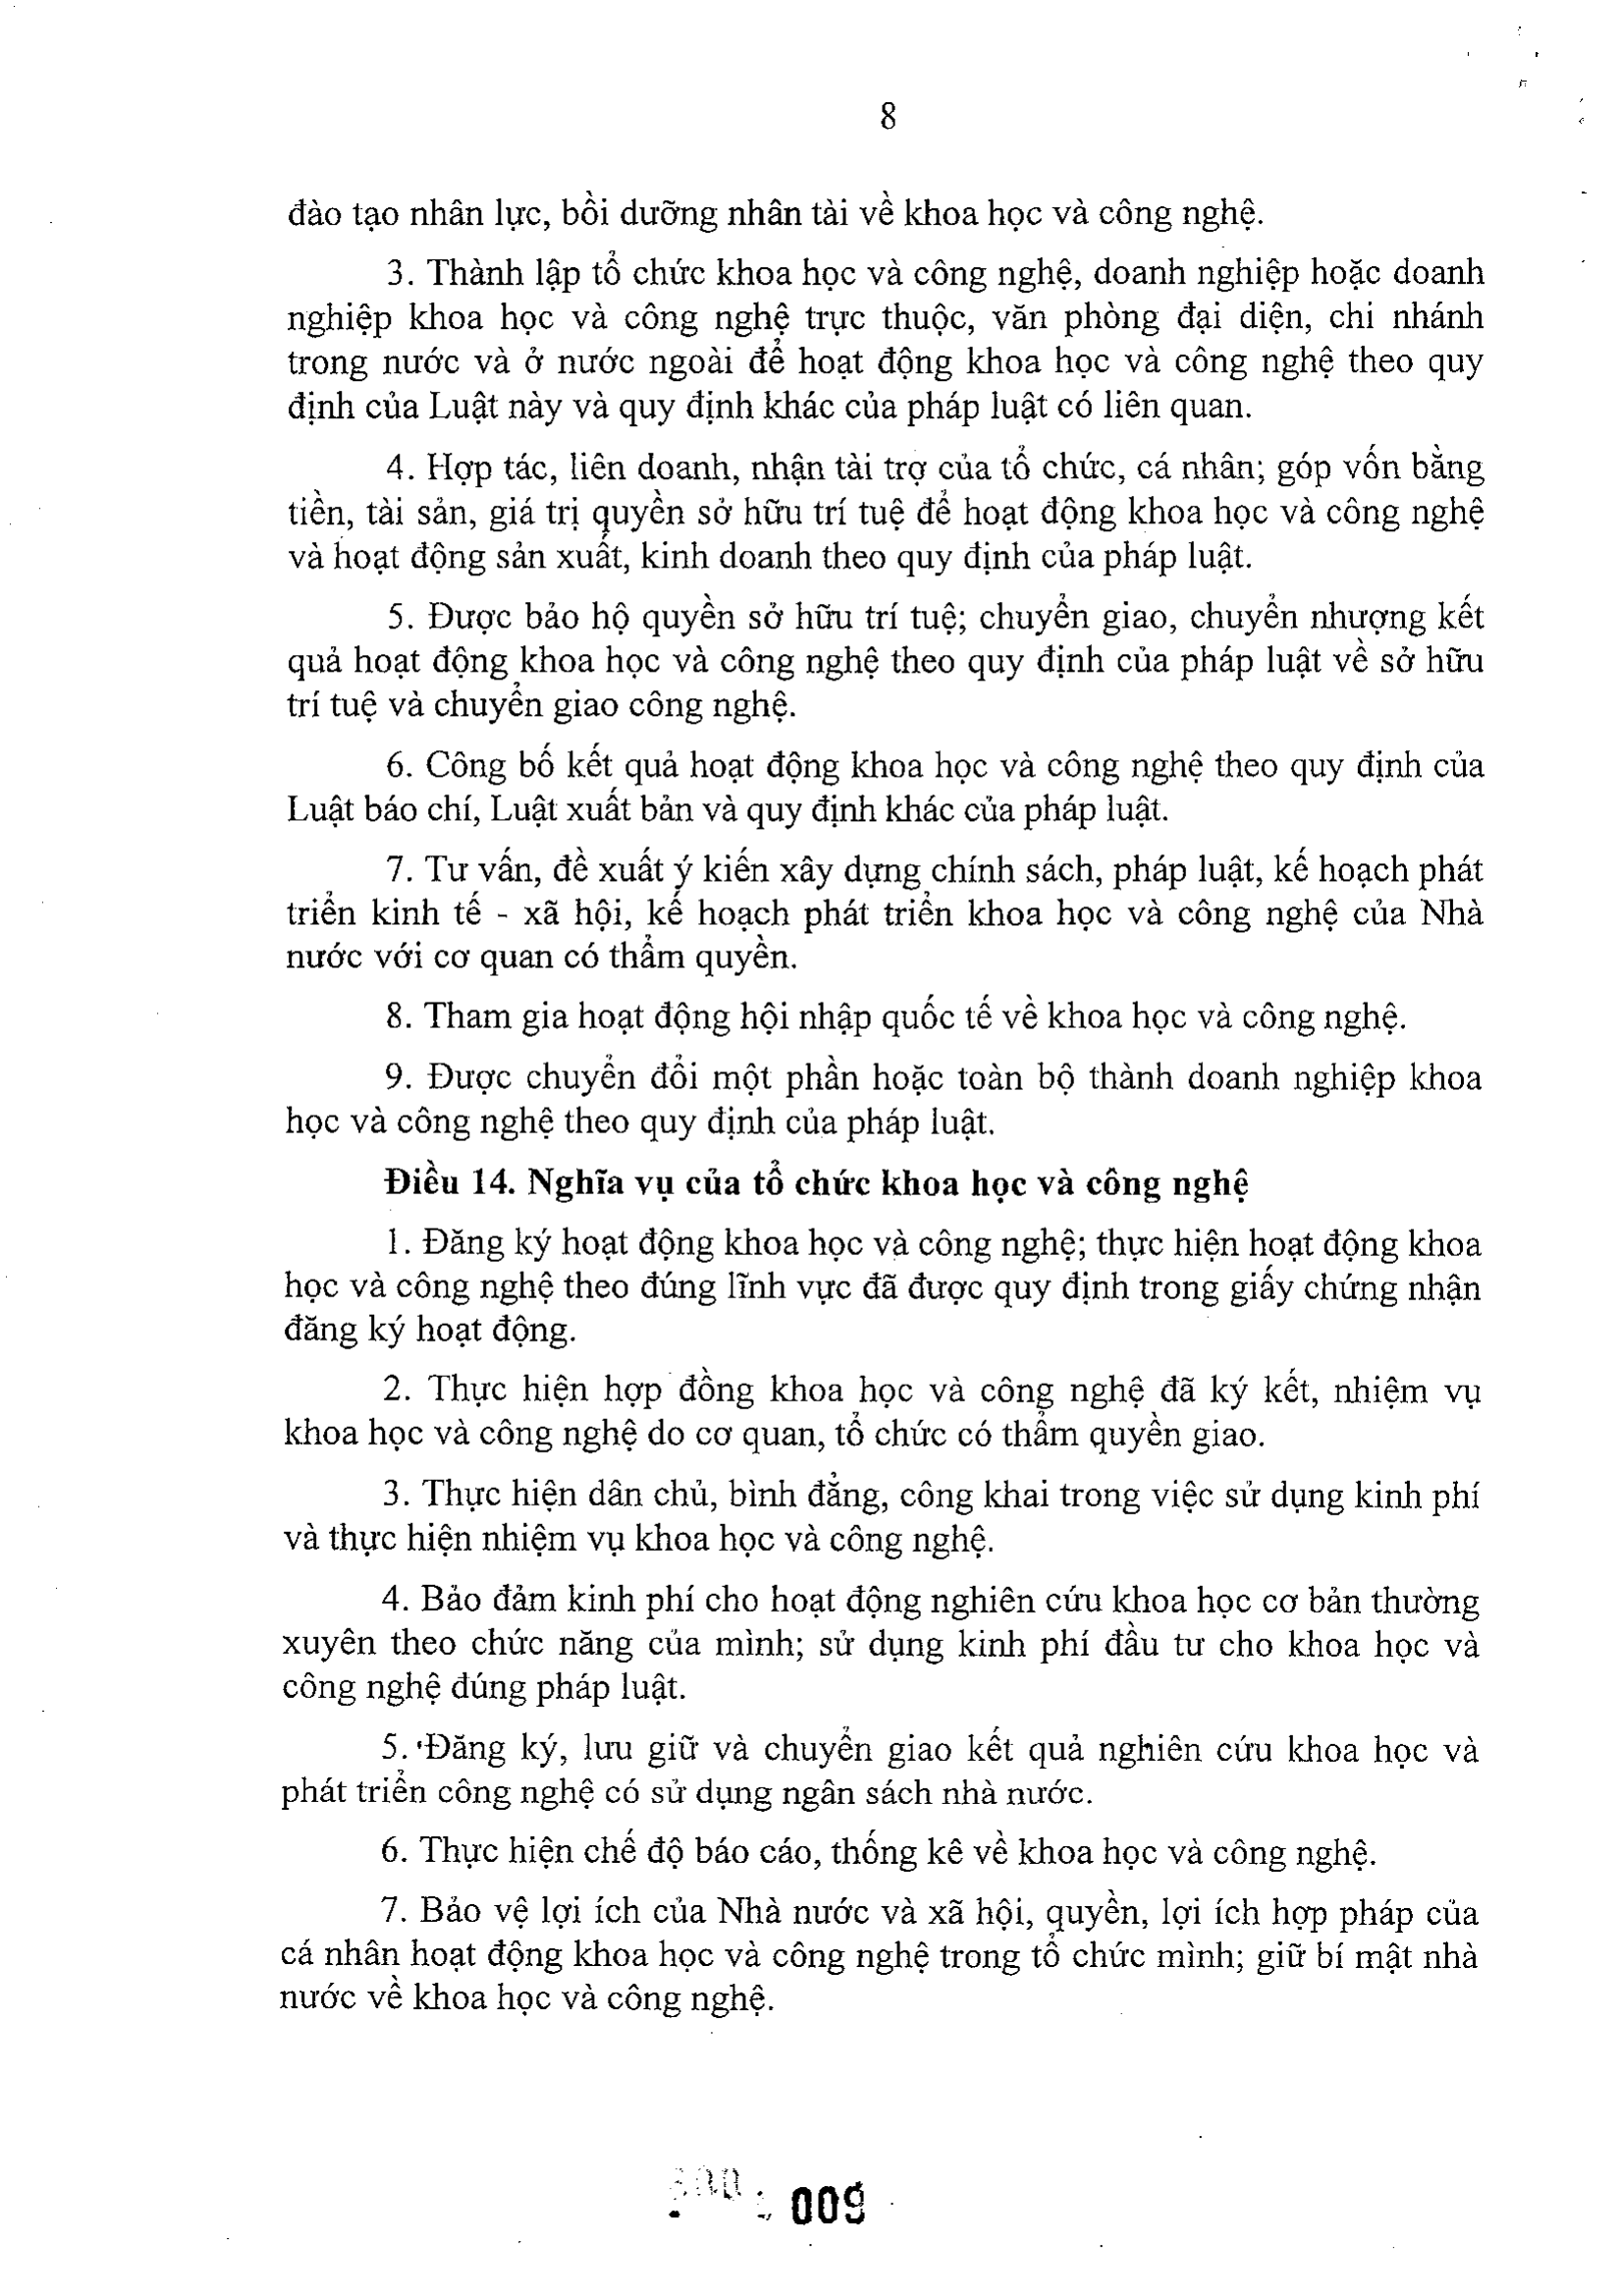 8
đào tạo nhân lực, bồi dưỡng nhân tài về khoa học và công nghệ.
3. Thành lập tổ chức khoa học và công nghệ, doanh nghiệp hoặc doanh
nghiệp khoa học và công nghệ trực thuộc, văn phòng đại diện, chi nhánh
trong nước và ở nước ngoài để hoạt động khoa học và công nghệ theo quy
định của Luật này và quy định khác của pháp luật có liên quan.
4. Hợp tác, liên doanh, nhận tài trợ của tổ chức, cá nhân; góp vốn bằng
tiền, tài sản, giá trị quyền sở hữu trí tuệ để hoạt động khoa học và công nghệ
và hoạt động sản xuất, kinh doanh theo quy định của pháp luật.
5. Được bảo hộ quyền sở hữu trí tuệ; chuyển giao, chuyển nhượng kết
quả hoạt động khoa học và công nghệ theo quy định của pháp luật về sở hữu
trí tuệ và chuyển giao công nghệ.
6. Công bố kết quả hoạt động khoa học và công nghệ theo quy định của
Luật báo chí, Luật xuất bản và quy định khác của pháp luật.
7. Tư vấn, đề xuất ý kiến xây dựng chính sách, pháp luật, kế hoạch phát
triển kinh tế - xã hội, kế hoạch phát triển khoa học và công nghệ của Nhà
nước với cơ quan có thẩm quyền.
8. Tham gia hoạt động hội nhập quốc tế về khoa học và công nghệ.
9. Được chuyển đổi một phần hoặc toàn bộ thành doanh nghiệp khoa
học và công nghệ theo quy định của pháp luật.
Điều 14. Nghĩa vụ của tổ chức khoa học và công nghệ
1. Đăng ký hoạt động khoa học và công nghệ; thực hiện hoạt động khoa
học và công nghệ theo đúng lĩnh vực đã được quy định trong giấy chứng nhận
đăng ký hoạt động.
2. Thực hiện hợp đồng khoa học và công nghệ đã ký kết, nhiệm vụ
khoa học và công nghệ do cơ quan, tổ chức có thẩm quyền giao.
3. Thực hiện dân chủ, bình đẳng, công khai trong việc sử dụng kinh phí
và thực hiện nhiệm vụ khoa học và công nghệ.
4. Bảo đảm kinh phí cho hoạt động nghiên cứu khoa học cơ bản thường
xuyên theo chức năng của mình; sử dụng kinh phí đầu tư cho khoa học và
công nghệ đúng pháp luật.
5. Đăng ký, lưu giữ và chuyển giao kết quả nghiên cứu khoa học và
phát triển công nghệ có sử dụng ngân sách nhà nước.
6. Thực hiện chế độ báo cáo, thống kê về khoa học và công nghệ.
7. Bảo vệ lợi ích của Nhà nước và xã hội, quyền, lợi ích hợp pháp của
cá nhân hoạt động khoa học và công nghệ trong tổ chức mình; giữ bí mật nhà
nước về khoa học và công nghệ.
009